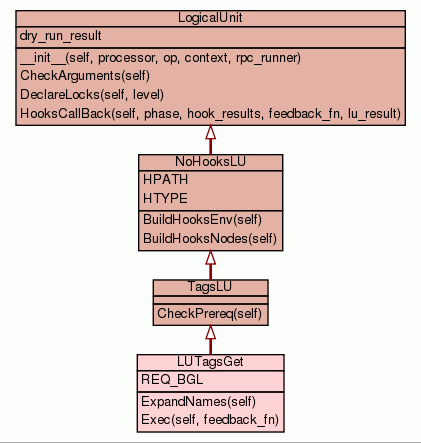 LogicalUnit
dry_run_result
__init__(self, processor, op, context, rpc_runner)
CheckArguments(self)
DeclareLocks(self, level)
HooksCallBack(self, phase, hook_results, feedback_fn, lu_result)
NoHooksLU
HPATH
HTYPE
BuildHooksEnv(self)
BuildHooksNodes(self)
TagsLU
CheckPrereq(self)
LUTagsGet
REQ_BGL
ExpandNames(self)
Exec(self, feedback_fn)